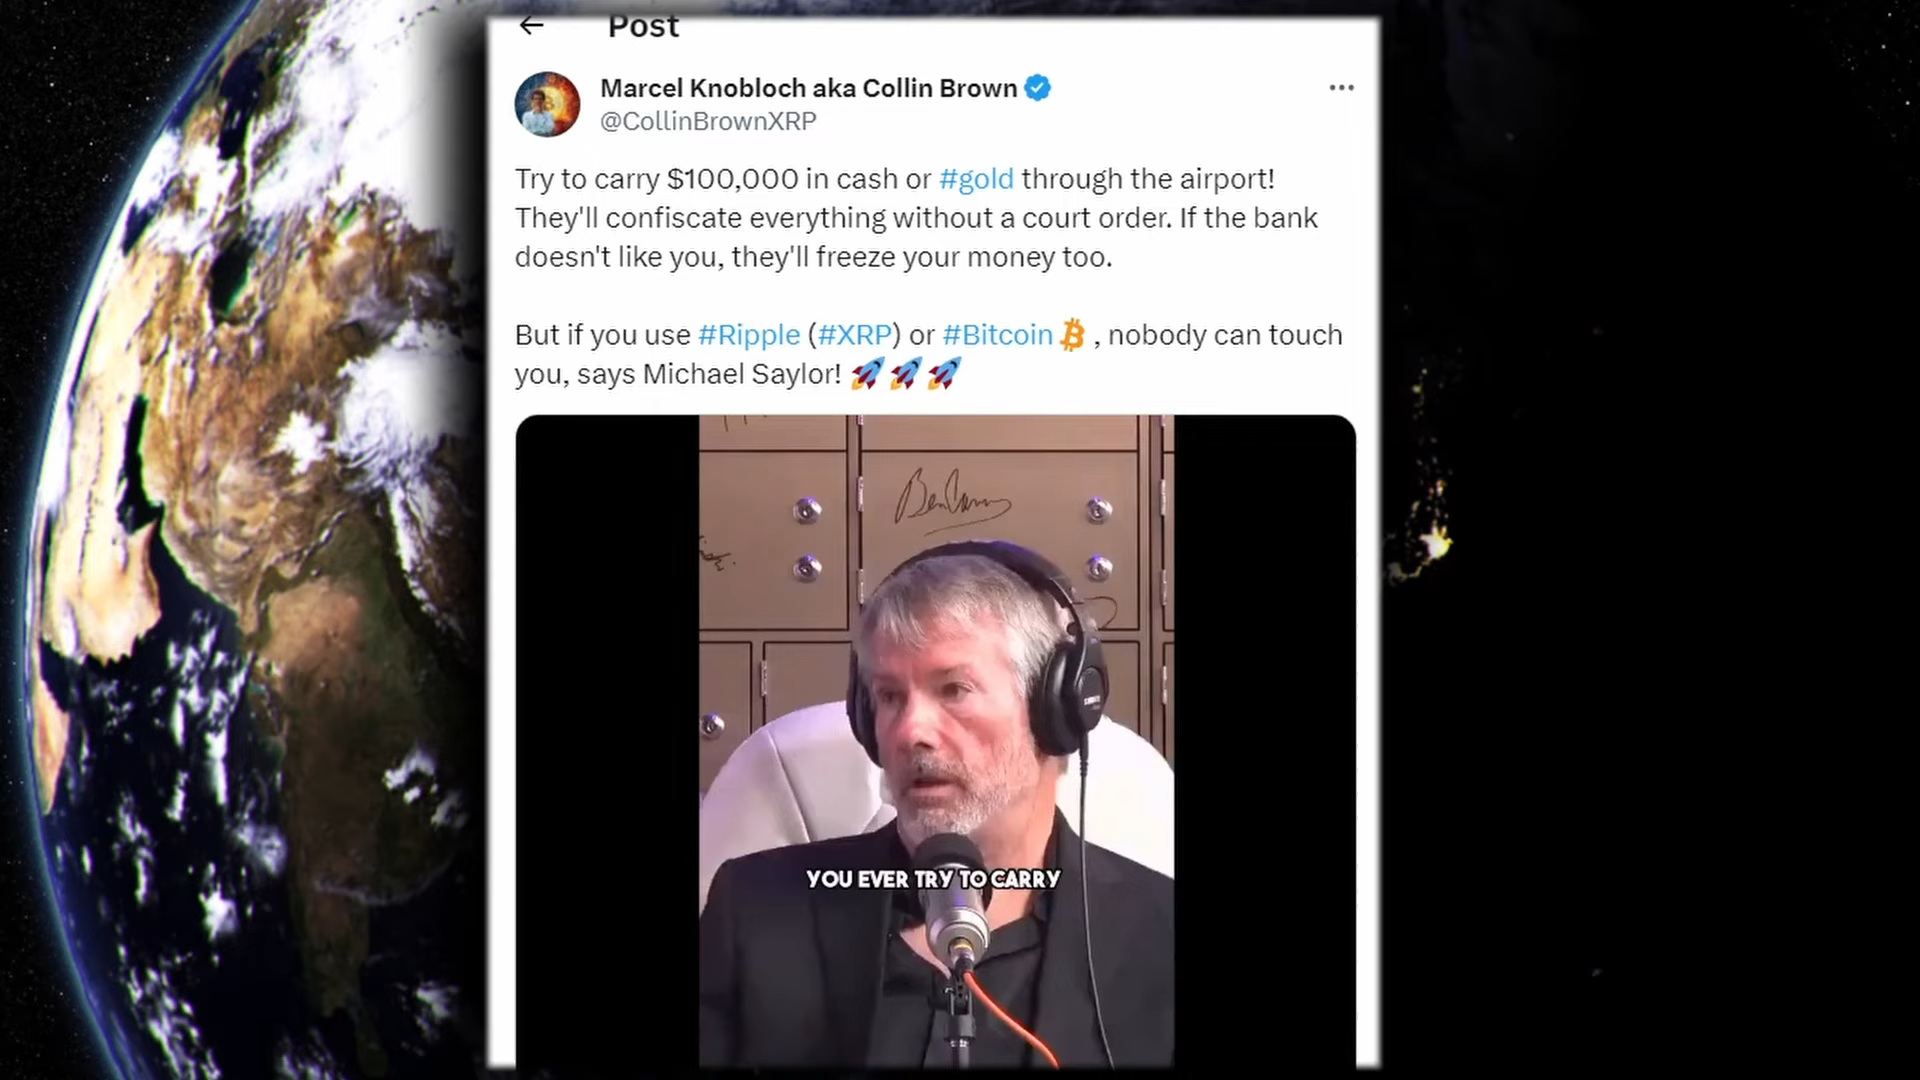 Post
Marcel Knobloch aka Collin Brown
@CollinBrownXRP
Try to carry $100,000 in cash or #gold through the airport!
They'll confiscate everything without a court order. If the bank
doesn't like you, they'll freeze your money too.
But if you use #Ripple (#XRP) or #Bitcoin , nobody can touch
you, says Michael Saylor! 🚀🚀🚀
YOU EVER TRY TO CARRY